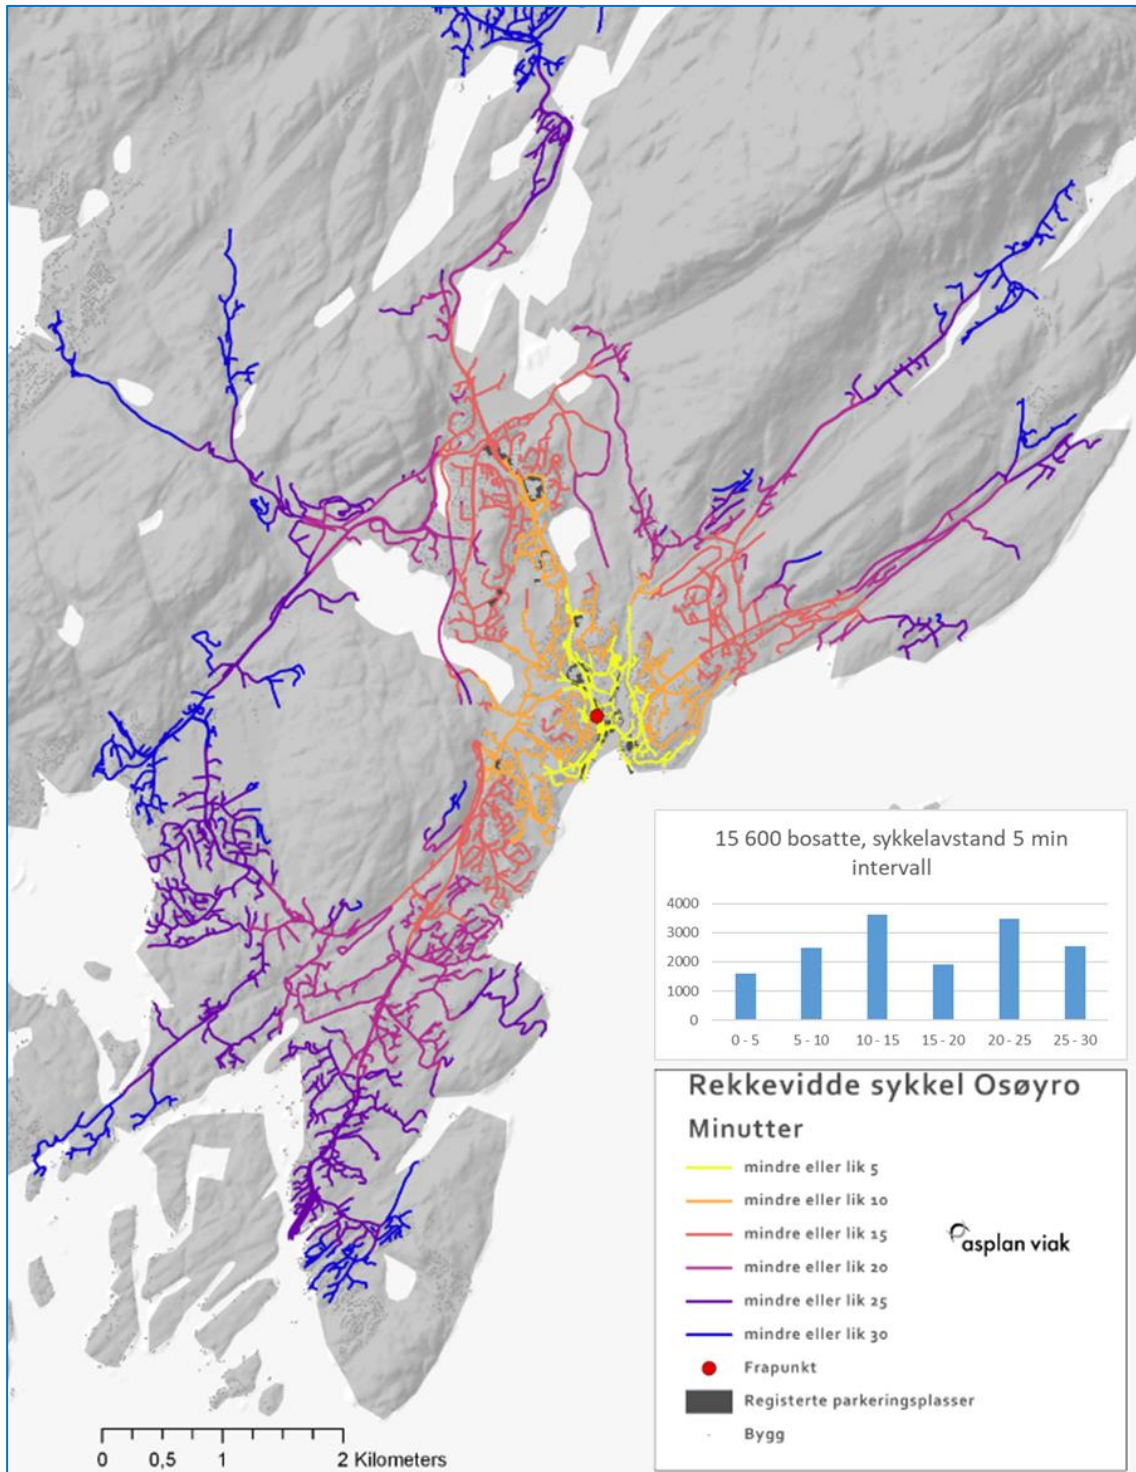 15 600 bosatte, sykkelavstand 5 min
intervall
4000
3000
2000
1000
0
0 - 5
5 - 10
10 - 15
15 - 20
20 - 25
25 - 30
Rekkevidde sykkel Osøyro
Minutter
mindre eller lik 5
mindre eller lik 10
mindre eller lik 15
mindre eller lik 20
mindre eller lik 25
mindre eller lik 30
Frapunkt
Registerte parkeringsplasser
Bygg
asplan viak
0 0,5 1 2 Kilometers